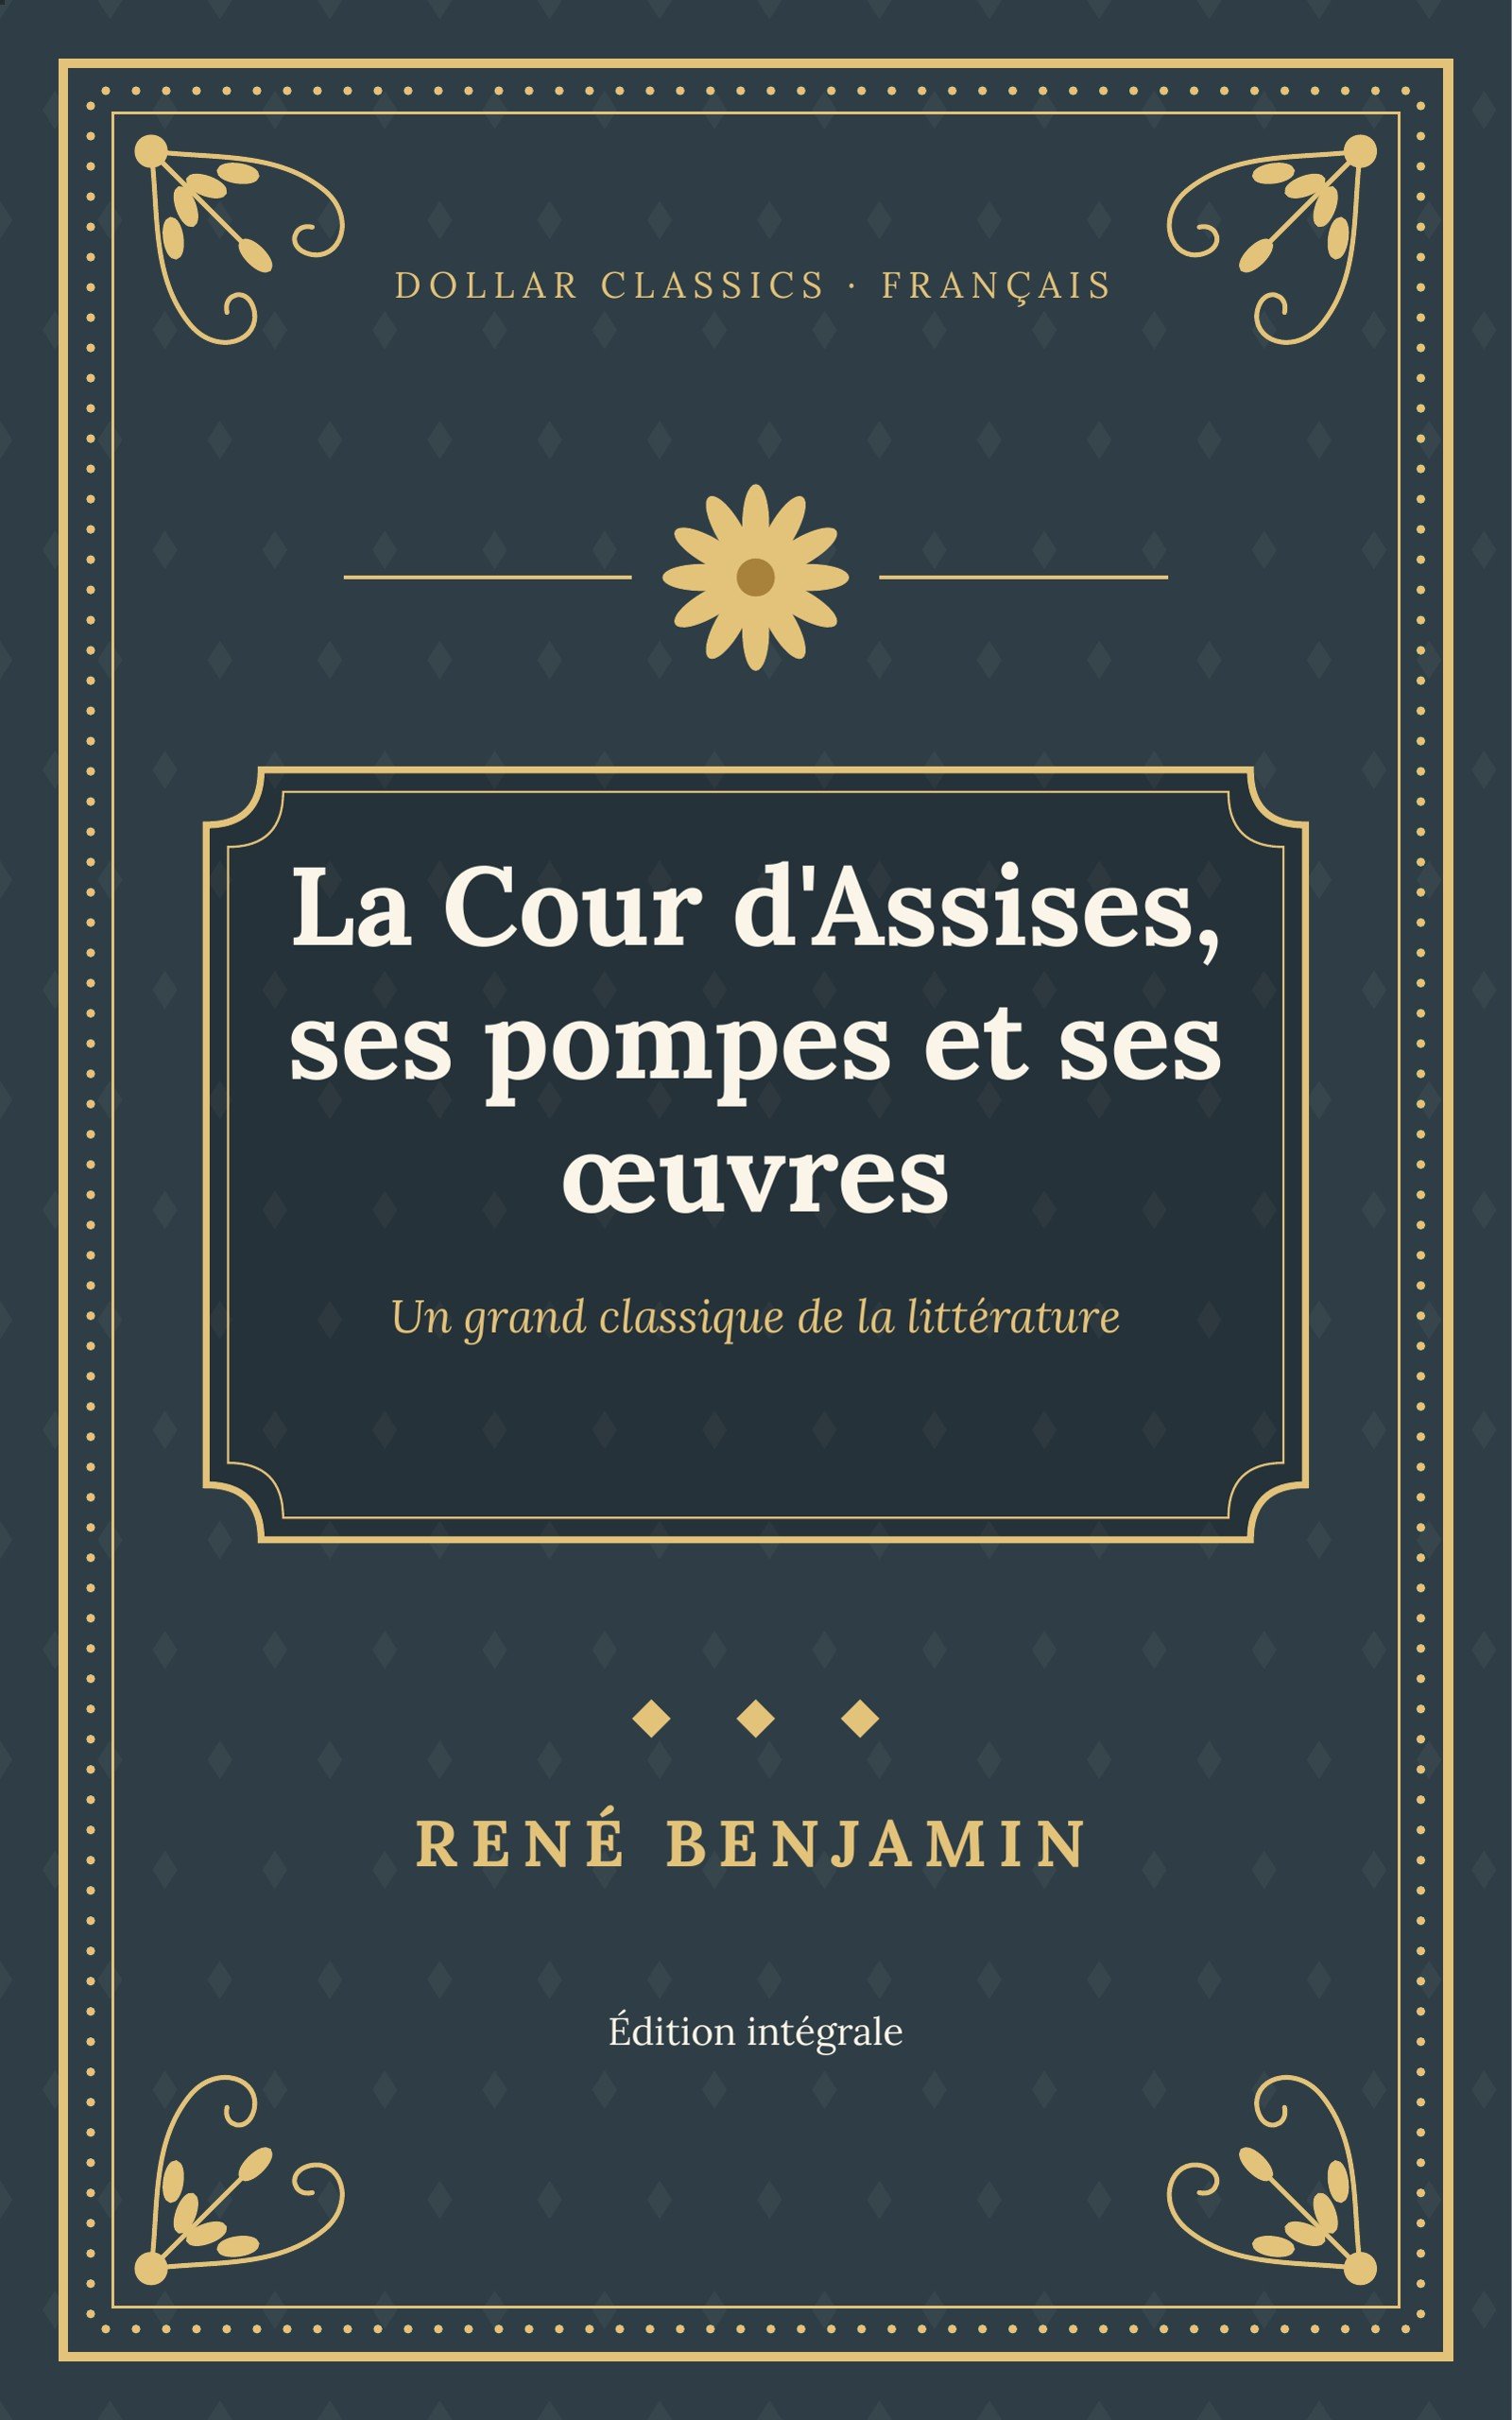 DOLLAR CLASSICS · FRANÇAIS
La Cour d'Assises,
ses pompes et ses
œuvres
Un grand classique de la littérature
RENÉ BENJAMIN
Édition intégrale